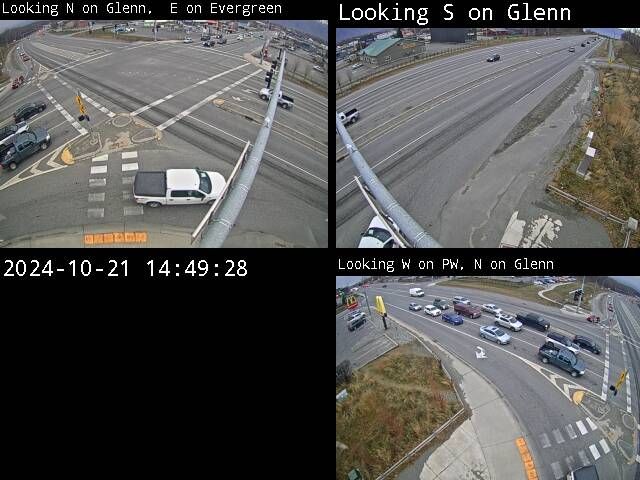 Looking N on Glenn,  E on Evergreen
Looking S on Glenn
2024-10-21 14:49:28
Looking W on PW, N on Glenn